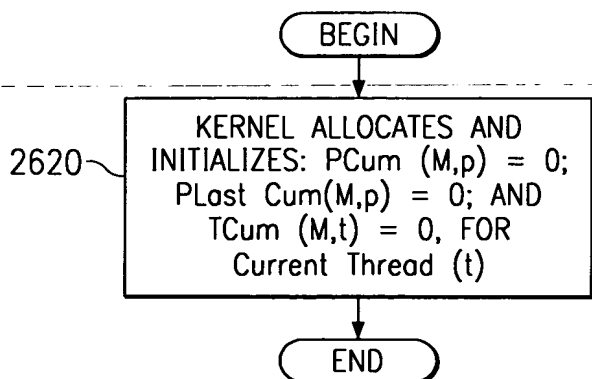 BEGIN
2620
KERNEL ALLOCATES AND
INITIALIZES: PCum (M,p) = 0;
PLast Cum(M,p) = 0; AND
TCum (M,t) = 0, FOR
Current Thread (t)
END